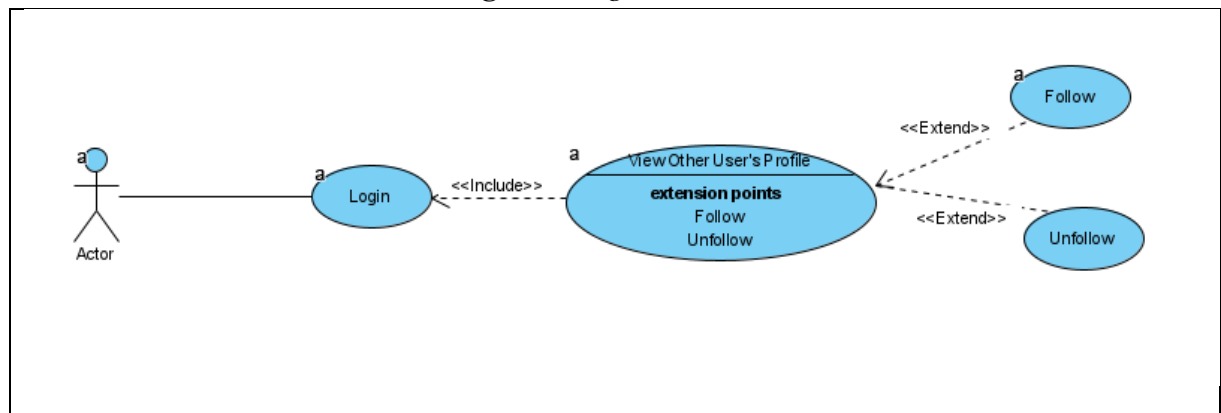 a
Follow
<<Extend>>
a
a
View Other User's Profile
a
<<Include>>
extension points
Login
Follow
<<Extend>>
Unfollow
Unfollow
Actor